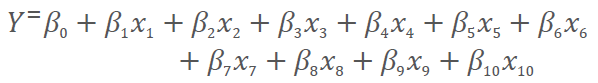 Y=β₀ + β₁x₁ + β₂x₂ + β₃x₃ + β₄x₄ + β₅x₅ + β₆x₆
+ β₇x₇ + β₈x₈ + β₉x₉ + β₁₀x₁₀